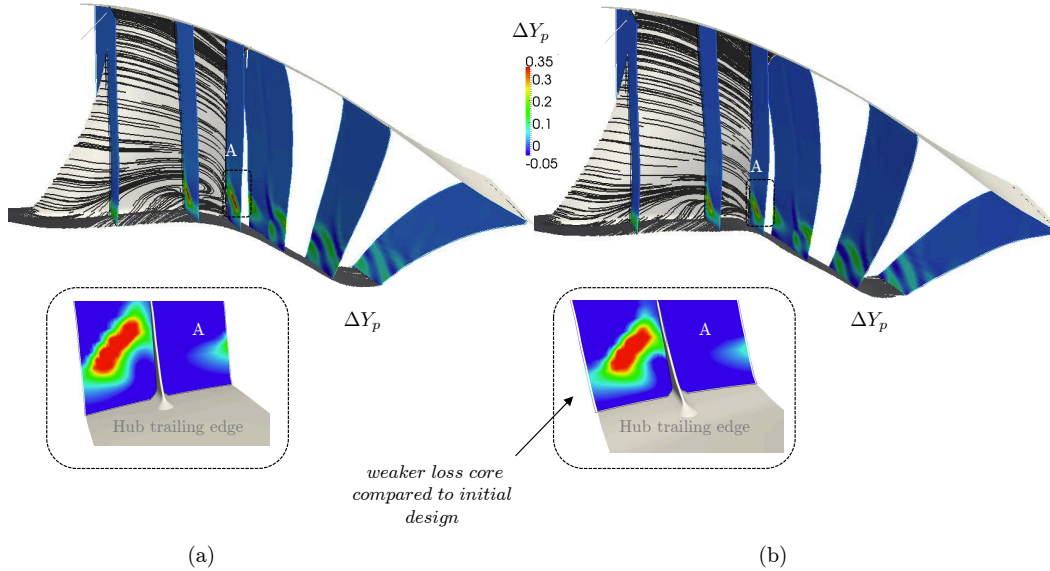 ΔY_p
0.35
0.3
0.2
0.1
0
-0.05
A
A
ΔY_p
ΔY_p
A
Hub trailing edge
A
Hub trailing edge
weaker loss core
compared to initial
design
(a)
(b)